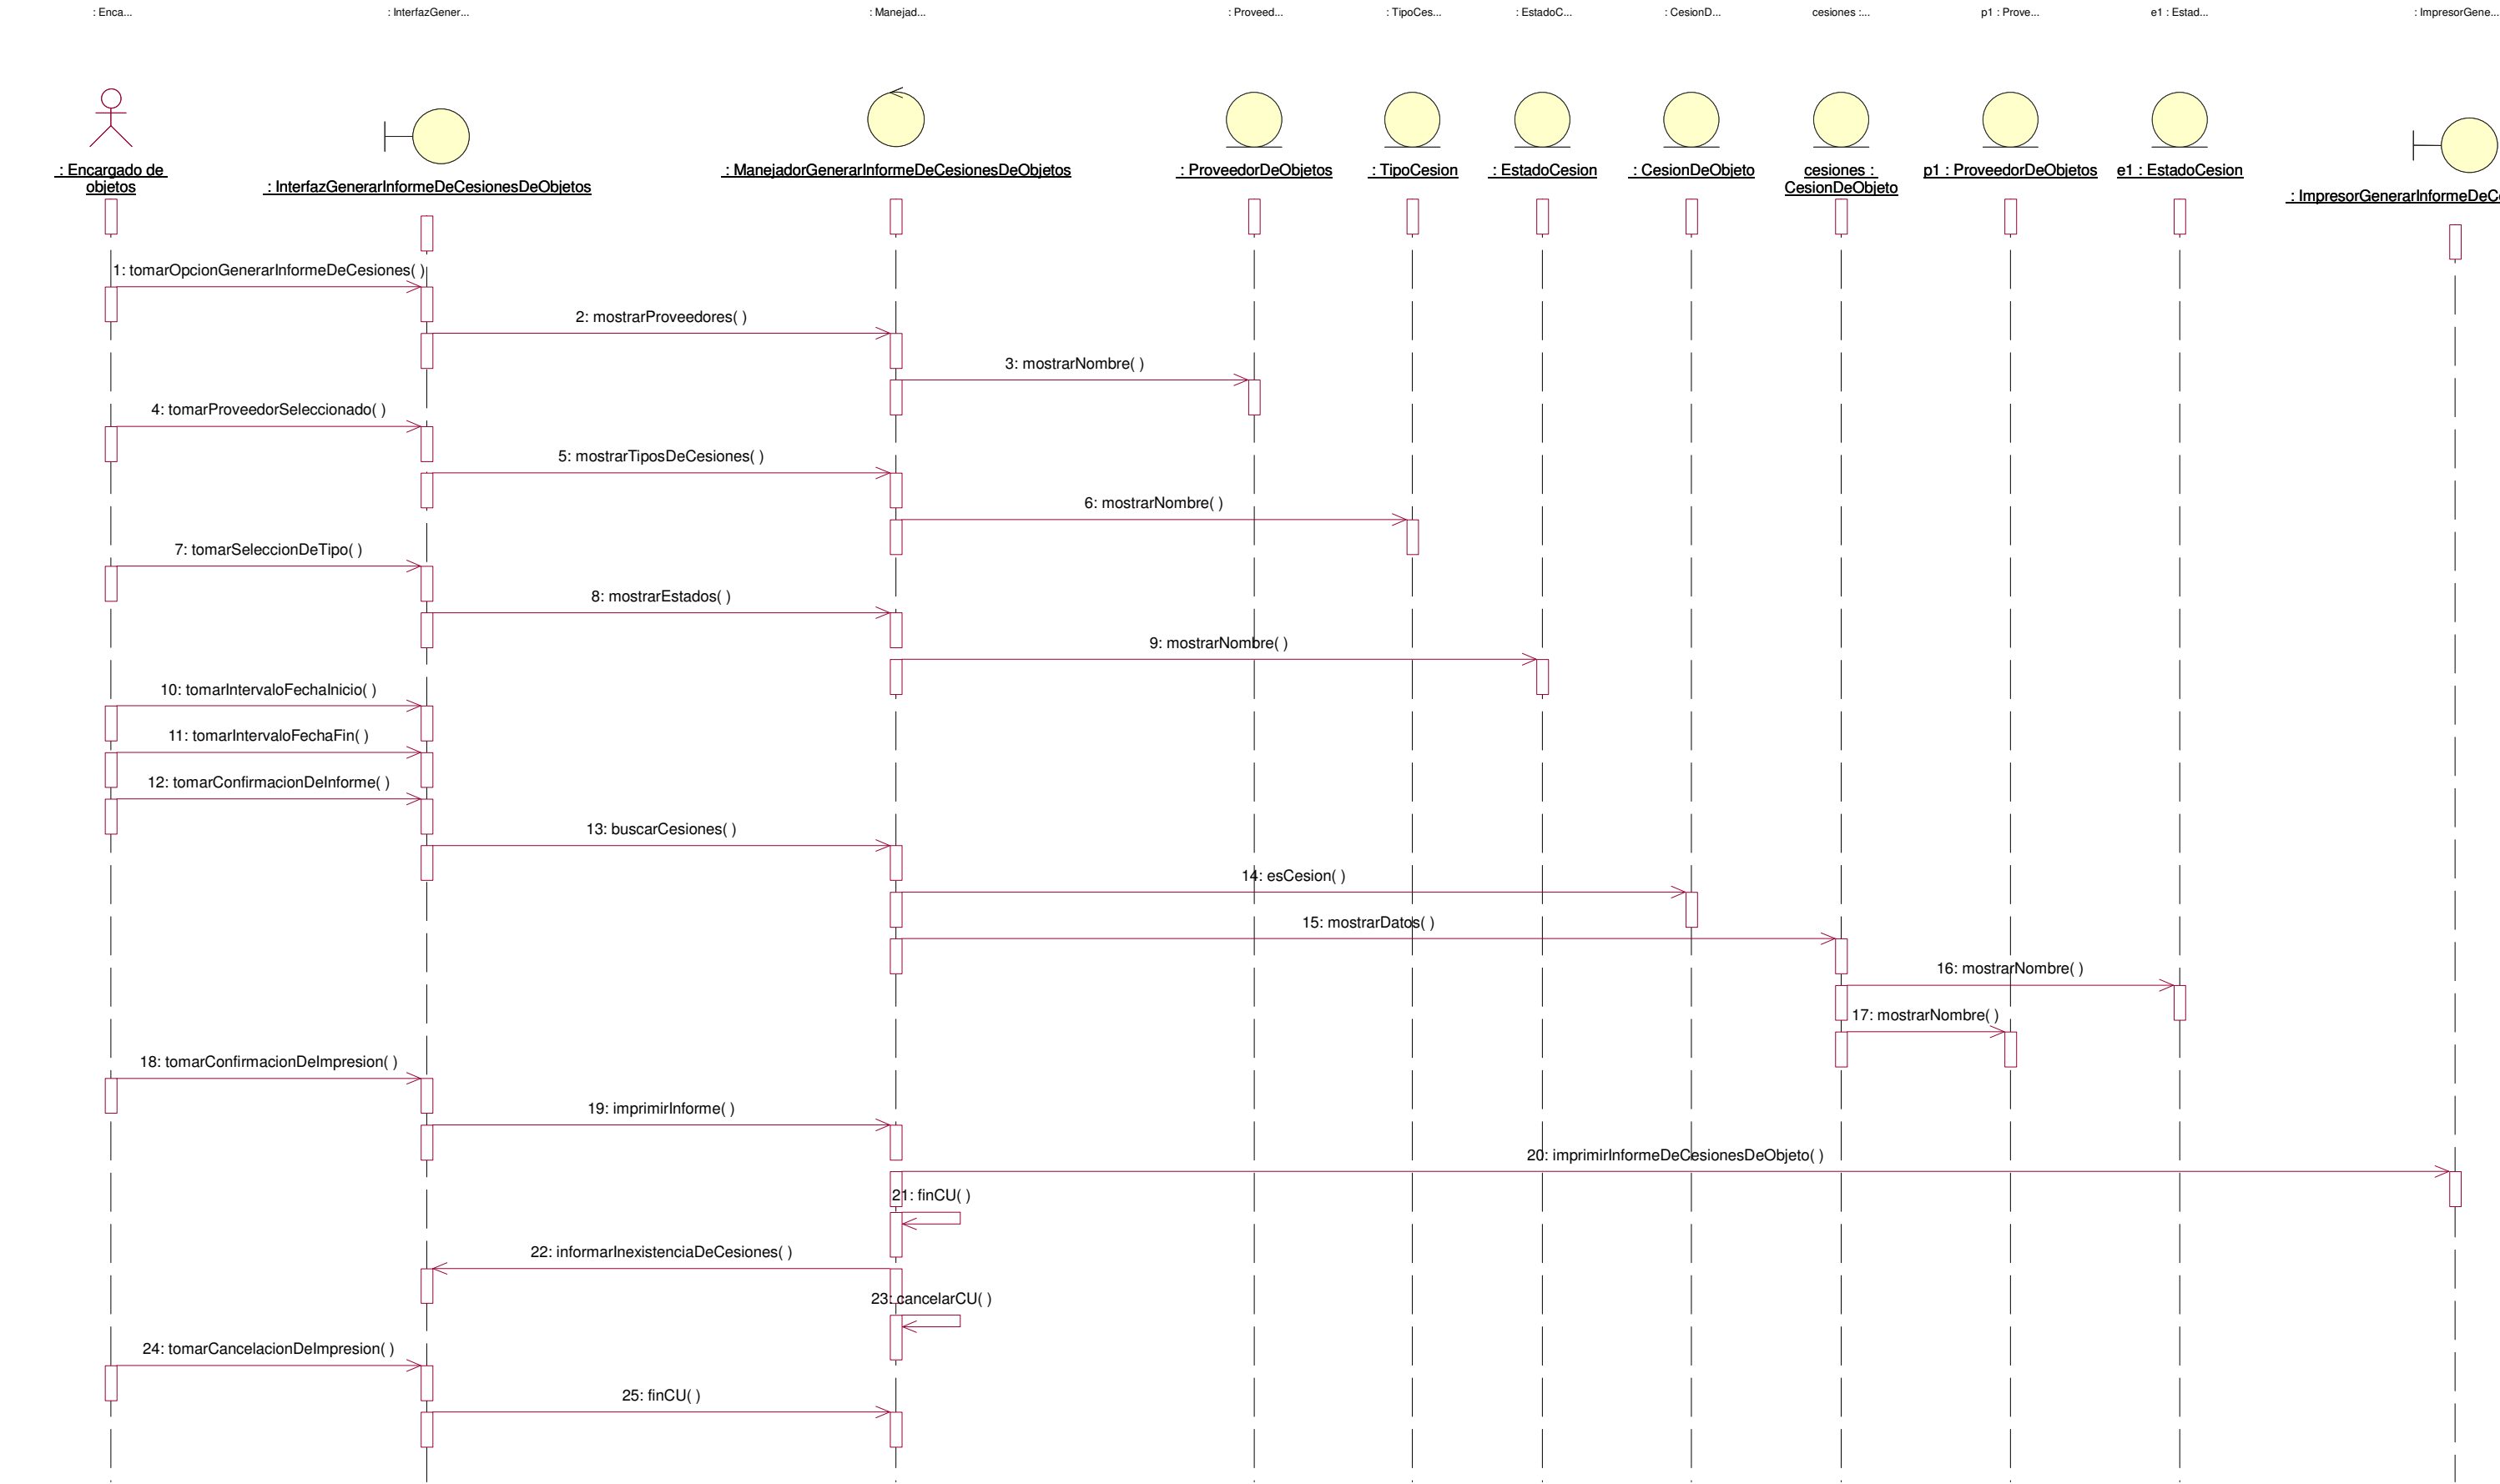 : Enca...
: InterfazGener...
: Manejad...
: Proveed...
: TipoCes...
: EstadoC...
: CesionD...
cesiones :...
p1 : Prove...
e1 : Estad...
: ImpresorGene...
: Encargado de
objetos
: InterfazGenerarInformeDeCesionesDeObjetos
: ManejadorGenerarInformeDeCesionesDeObjetos
: ProveedorDeObjetos
: TipoCesion
: EstadoCesion
: CesionDeObjeto
cesiones :
CesionDeObjeto
p1 : ProveedorDeObjetos
e1 : EstadoCesion
: ImpresorGenerarInformeDeC
1: tomarOpcionGenerarInformeDeCesiones( )
2: mostrarProveedores( )
3: mostrarNombre( )
4: tomarProveedorSeleccionado( )
5: mostrarTiposDeCesiones( )
6: mostrarNombre( )
7: tomarSeleccionDeTipo( )
8: mostrarEstados( )
9: mostrarNombre( )
10: tomarIntervaloFechaInicio( )
11: tomarIntervaloFechaFin( )
12: tomarConfirmacionDeInforme( )
13: buscarCesiones( )
14: esCesion( )
15: mostrarDatos( )
16: mostrarNombre( )
17: mostrarNombre( )
18: tomarConfirmacionDeImpresion( )
19: imprimirInforme( )
20: imprimirInformeDeCesionesDeObjeto( )
21: finCU( )
22: informarInexistenciaDeCesiones( )
23: cancelarCU( )
24: tomarCancelacionDeImpresion( )
25: finCU( )